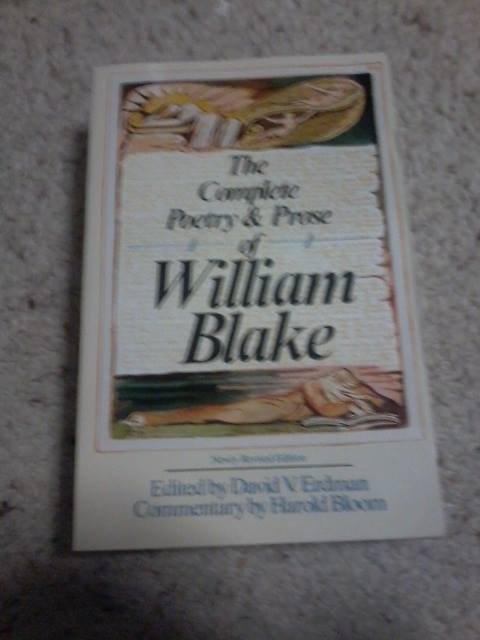 The
Complete
Poetry & Prose
of
William
Blake
Newly Revised Edition
Edited by David V. Erdman
Commentary by Harold Bloom